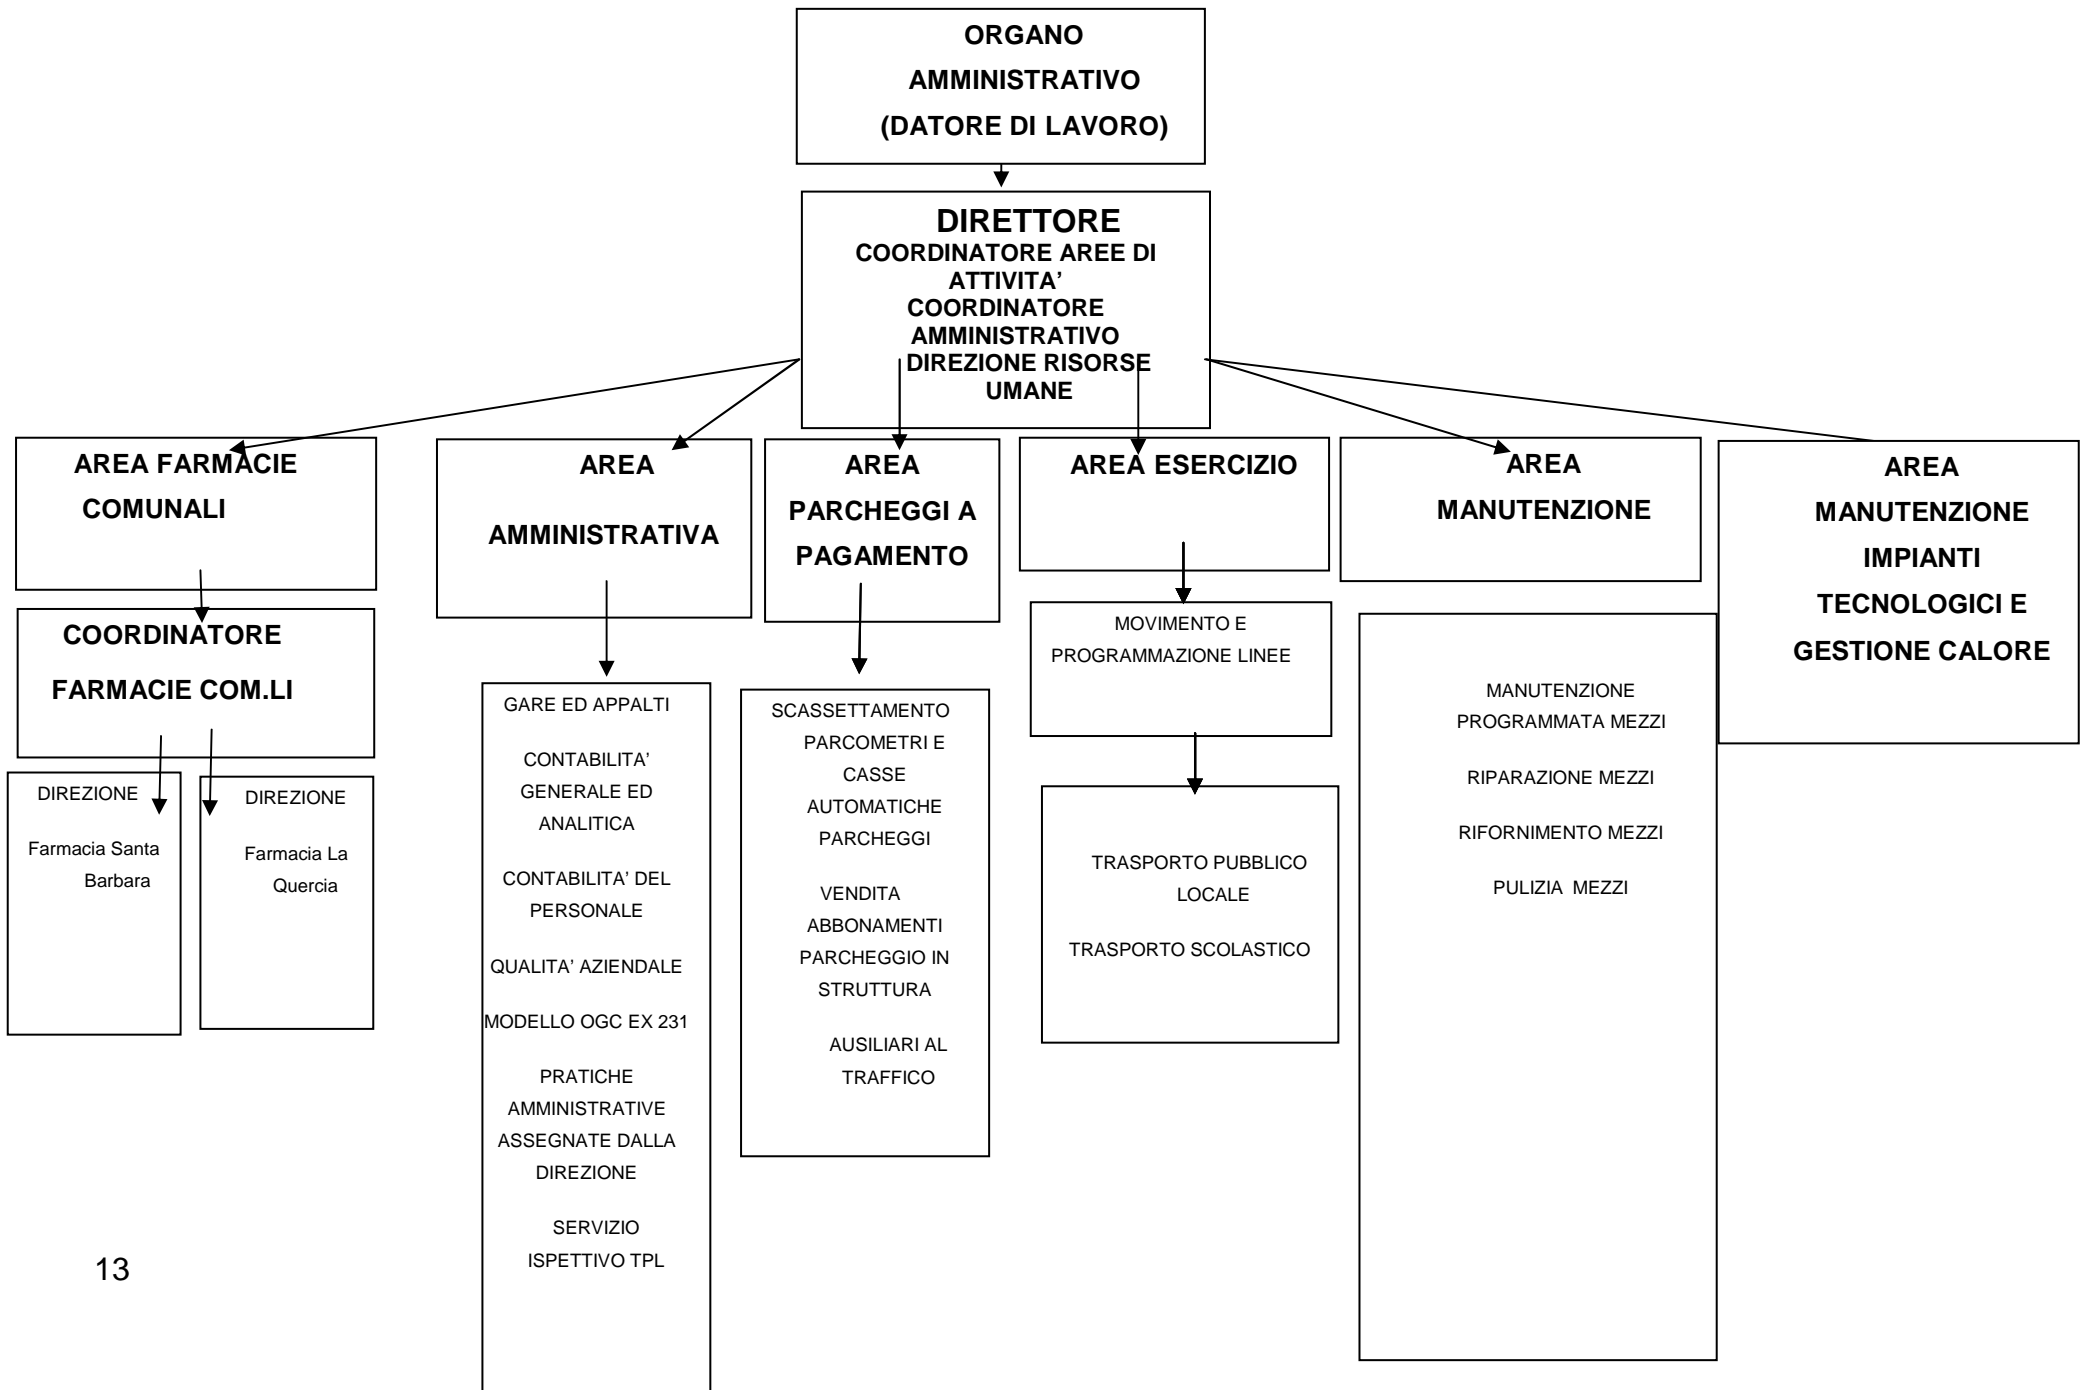 ORGANO
AMMINISTRATIVO
(DATORE DI LAVORO)
DIRETTORE
COORDINATORE AREE DI
ATTIVITA’
COORDINATORE
AMMINISTRATIVO
DIREZIONE RISORSE
UMANE
AREA FARMACIE
COMUNALI
COORDINATORE
FARMACIE COM.LI
DIREZIONE
Farmacia Santa
Barbara
DIREZIONE
Farmacia La
Quercia
AREA
AMMINISTRATIVA
GARE ED APPALTI
CONTABILITA’
GENERALE ED
ANALITICA
CONTABILITA’ DEL
PERSONALE
QUALITA’ AZIENDALE
MODELLO OGC EX 231
PRATICHE
AMMINISTRATIVE
ASSEGNATE DALLA
DIREZIONE
SERVIZIO
ISPETTIVO TPL
AREA
PARCHEGGI A
PAGAMENTO
SCASSETTAMENTO
PARCOMETRI E
CASSE
AUTOMATICHE
PARCHEGGI
VENDITA
ABBONAMENTI
PARCHEGGIO IN
STRUTTURA
AUSILIARI AL
TRAFFICO
AREA ESERCIZIO
MOVIMENTO E
PROGRAMMAZIONE LINEE
TRASPORTO PUBBLICO
LOCALE
TRASPORTO SCOLASTICO
AREA
MANUTENZIONE
MANUTENZIONE
PROGRAMMATA MEZZI
RIPARAZIONE MEZZI
RIFORNIMENTO MEZZI
PULIZIA  MEZZI
AREA
MANUTENZIONE
IMPIANTI
TECNOLOGICI E
GESTIONE CALORE
13